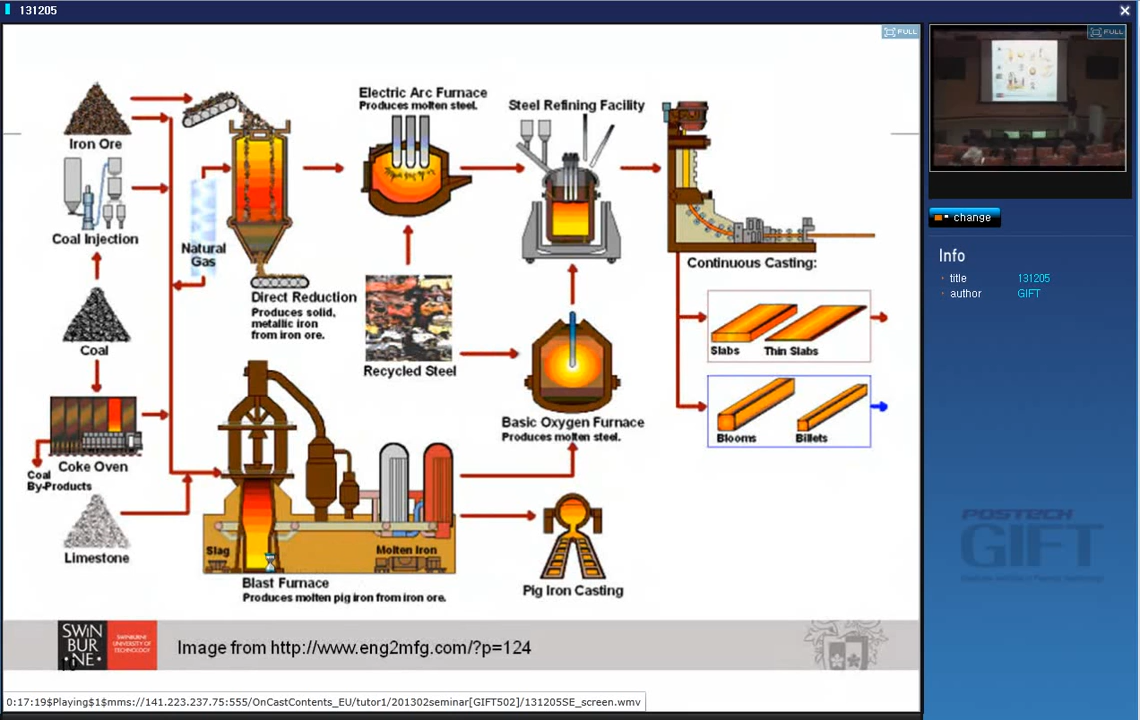 131205
FULL
FULL
Electric Arc Furnace
Produces molten steel.
Steel Refining Facility
Iron Ore
Coal Injection
Natural
Gas
Continuous Casting:
Direct Reduction
Produces solid,
metallic iron
from iron ore.
Coal
Recycled Steel
Slabs
Thin Slabs
Basic Oxygen Furnace
Produces molten steel.
Blooms
Billets
Coke Oven
Coal
By-Products
Limestone
Slag
Molten Iron
Blast Furnace
Produces molten pig iron from iron ore.
Pig Iron Casting
SWIN
BUR
NE
SWINBURNE
UNIVERSITY OF
TECHNOLOGY
Image from http://www.eng2mfg.com/?p=124
0:17:19$Playing$1$mms://141.223.237.75:555/OnCastContents_EU/tutor1/201302seminar[GIFT502]/131205SE_screen.wmv
change
Info
title 131205
author GIFT
POSTECH
GIFT